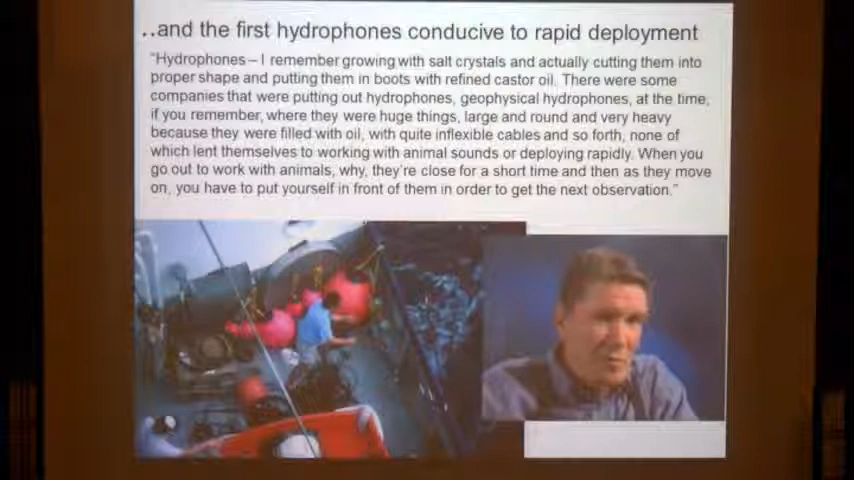 ..and the first hydrophones conducive to rapid deployment
"Hydrophones – I remember growing with salt crystals and actually cutting them into
proper shape and putting them in boots with refined castor oil. There were some
companies that were putting out hydrophones, geophysical hydrophones, at the time,
if you remember, where they were huge things, large and round and very heavy
because they were filled with oil, with quite inflexible cables and so forth, none of
which lent themselves to working with animal sounds or deploying rapidly. When you
go out to work with animals, why, they're close for a short time and then as they move
on, you have to put yourself in front of them in order to get the next observation."